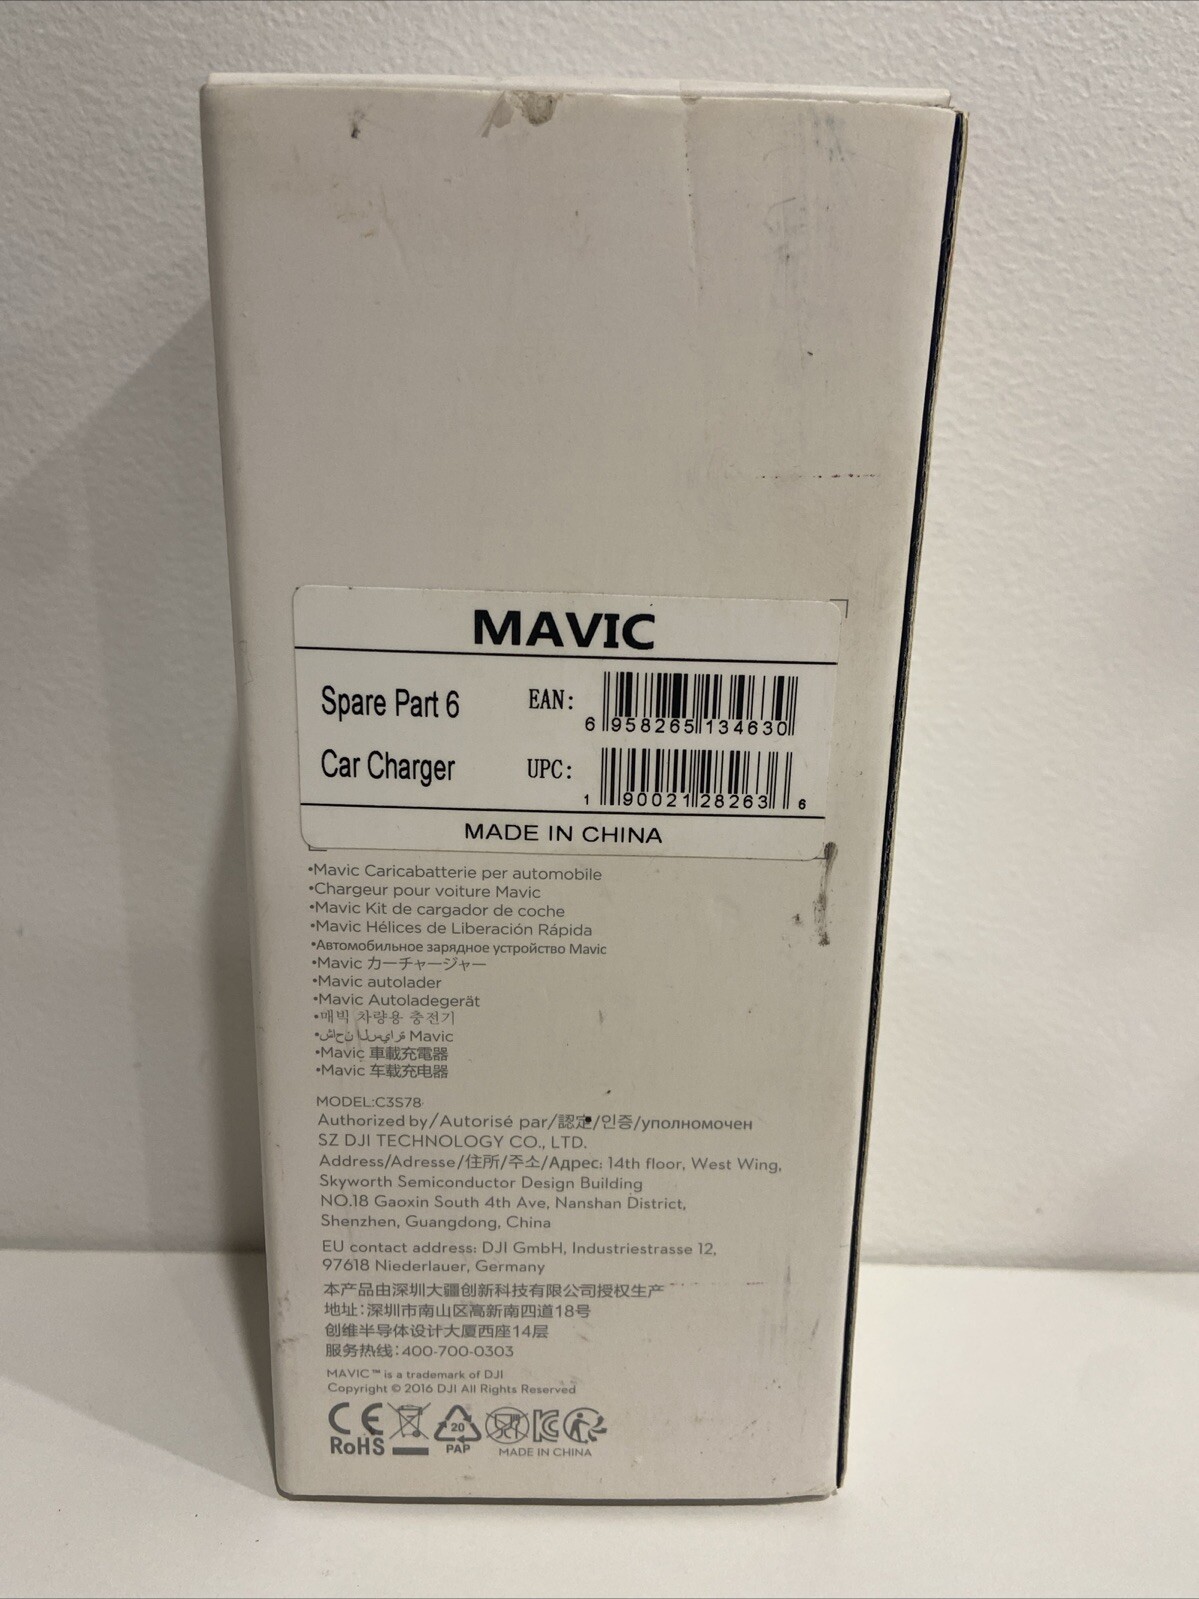 MAVIC
Spare Part 6
EAN:
6 958265 134630
Car Charger
UPC:
1 90021 28263 6
MADE IN CHINA
•Mavic Caricabatterie per automobile
•Chargeur pour voiture Mavic
•Mavic Kit de cargador de coche
•Mavic Hélices de Liberación Rápida
•Автомобильное зарядное устройство Mavic
•Mavic カーチャージャー
•Mavic autolader
•Mavic Autoladegerät
•매빅 차량용 충전기
•شاحن السيارة Mavic
•Mavic 車載充電器
•Mavic 车载充电器
MODEL:C3S78
Authorized by/Autorisé par/認定/인증/уполномочен
SZ DJI TECHNOLOGY CO., LTD.
Address/Adresse/住所/주소/Адрес: 14th floor, West Wing,
Skyworth Semiconductor Design Building
NO.18 Gaoxin South 4th Ave, Nanshan District,
Shenzhen, Guangdong, China
EU contact address: DJI GmbH, Industriestrasse 12,
97618 Niederlauer, Germany
本产品由深圳大疆创新科技有限公司授权生产
地址:深圳市南山区高新南四道18号
创维半导体设计大厦西座14层
服务热线:400-700-0303
MAVIC™ is a trademark of DJI
Copyright © 2016 DJI All Rights Reserved
CE
RoHS
20
PAP
MADE IN CHINA